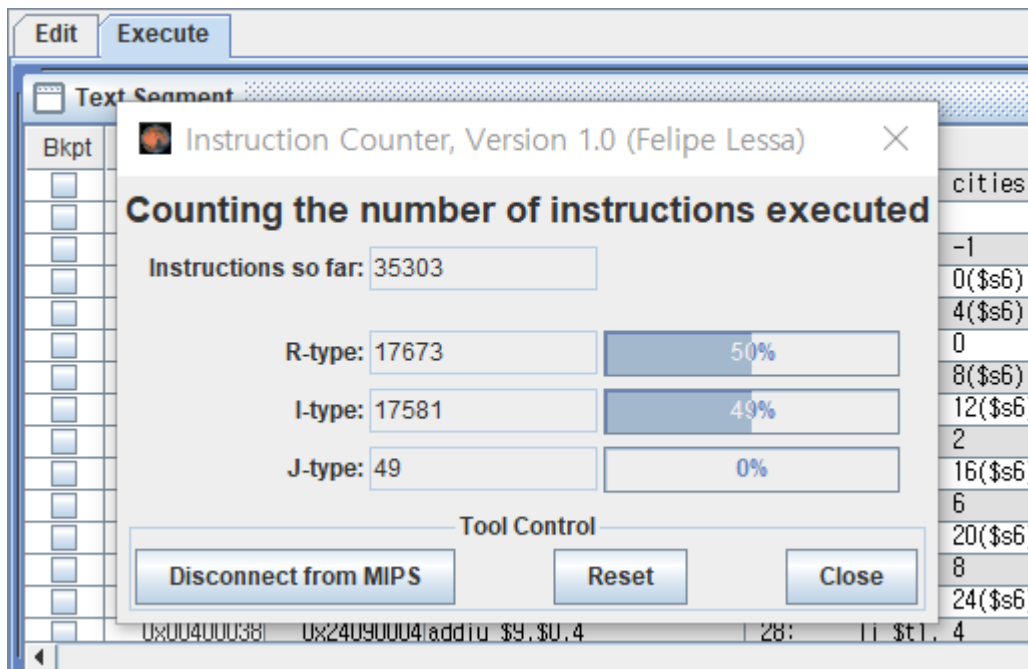 Edit Execute
Text Segment
Bkpt
Instruction Counter, Version 1.0 (Felipe Lessa)
cities
Counting the number of instructions executed
-1
Instructions so far: 35303
0($s6)
4($s6)
R-type: 17673 50%
0
8($s6)
I-type: 17581 49%
12($s6)
2
J-type: 49 0%
16($s6)
6
Tool Control
20($s6)
Disconnect from MIPS Reset Close
8
24($s6)
0x00400038 0x24090004 addiu $9,$0,4 28: li $t1, 4